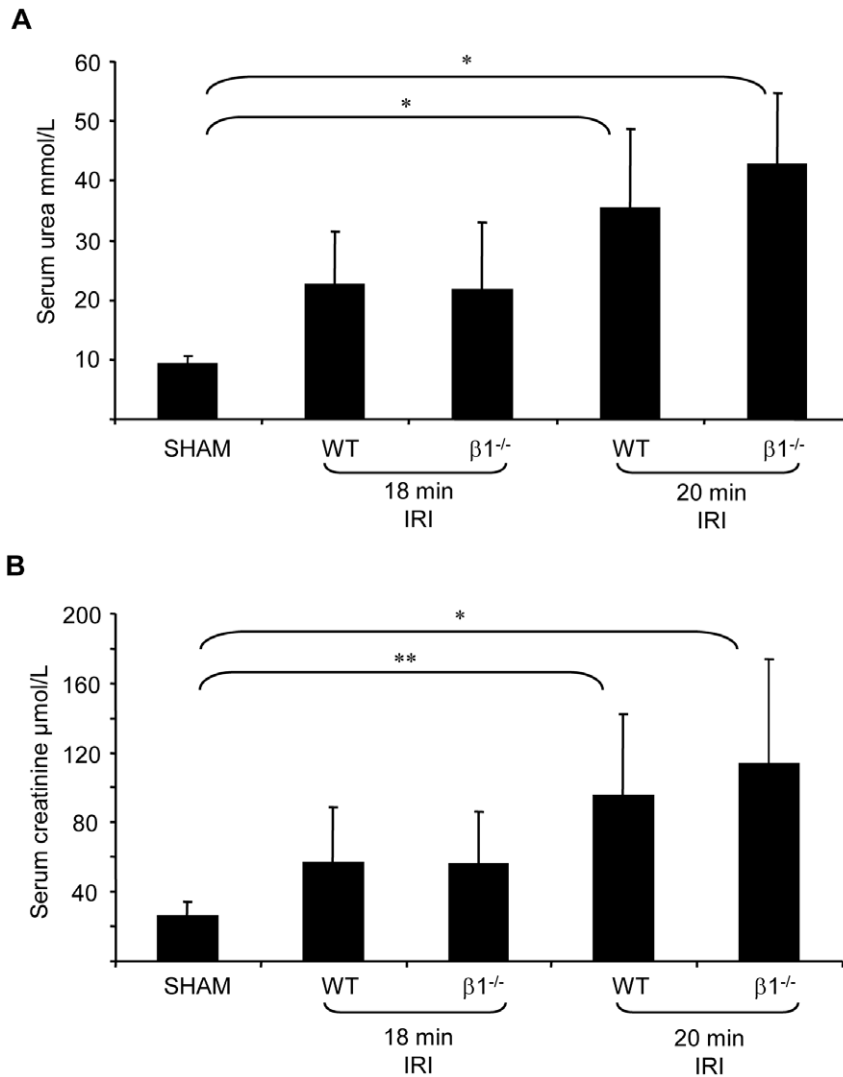 A
Serum urea mmol/L
60
50
40
30
20
10
*
*
SHAM WT β1-/- WT β1-/-
18 min 20 min
IRI IRI
B
Serum creatinine μmol/L
200
160
120
80
40
*
**
SHAM WT β1-/- WT β1-/-
18 min 20 min
IRI IRI